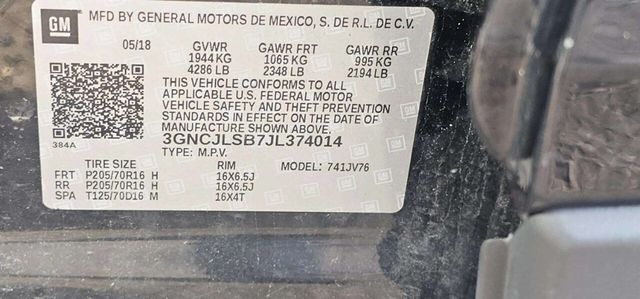 GM
MFD BY GENERAL MOTORS DE MEXICO, S. DE R.L. DE C.V.
05/18 GVWR GAWR FRT GAWR RR
1944 KG 1065 KG 995 KG
4286 LB 2348 LB 2194 LB
THIS VEHICLE CONFORMS TO ALL
APPLICABLE U.S. FEDERAL MOTOR
VEHICLE SAFETY AND THEFT PREVENTION
STANDARDS IN EFFECT ON THE DATE OF
MANUFACTURE SHOWN ABOVE.
384A 3GNCJLSB7JL374014
TYPE: M.P.V. MODEL: 741JV76
TIRE SIZE RIM
FRT P205/70R16 H 16X6.5J
RR P205/70R16 H 16X6.5J
SPA T125/70D16 M 16X4T